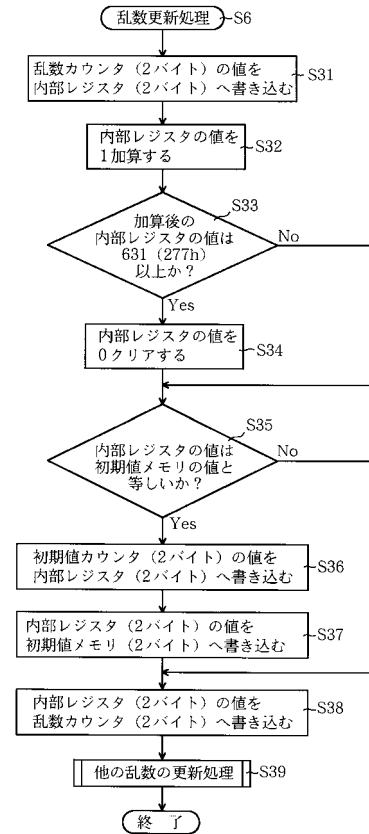 乱数更新処理 S6
乱数カウンタ(2バイト)の値を
内部レジスタ(2バイト)へ書き込む
S31
内部レジスタの値を
1加算する
S32
S33
加算後の
内部レジスタの値は
631(277h)
以上か?
No
Yes
内部レジスタの値を
0クリアする
S34
S35
内部レジスタの値は
初期値メモリの値と
等しいか?
No
Yes
初期値カウンタ(2バイト)の値を
内部レジスタ(2バイト)へ書き込む
S36
内部レジスタ(2バイト)の値を
初期値メモリ(2バイト)へ書き込む
S37
内部レジスタ(2バイト)の値を
乱数カウンタ(2バイト)へ書き込む
S38
他の乱数の更新処理 S39
終 了